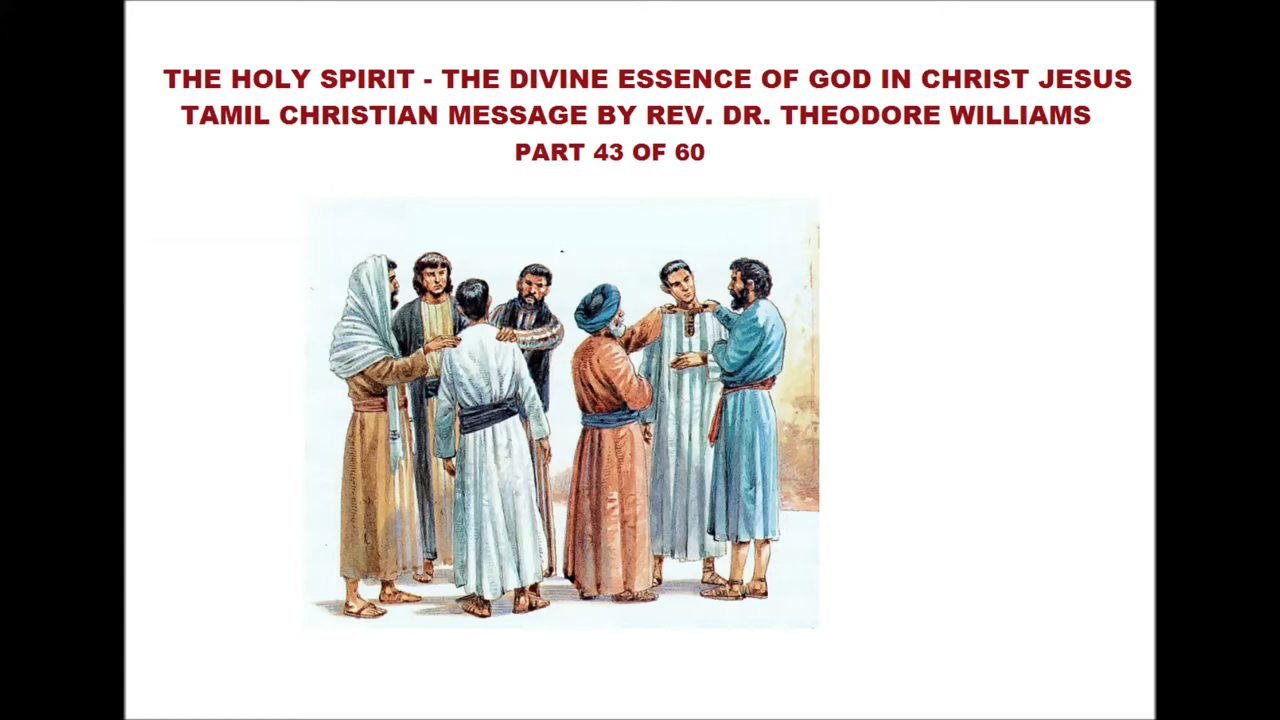 THE HOLY SPIRIT - THE DIVINE ESSENCE OF GOD IN CHRIST JESUS
TAMIL CHRISTIAN MESSAGE BY REV. DR. THEODORE WILLIAMS
PART 43 OF 60